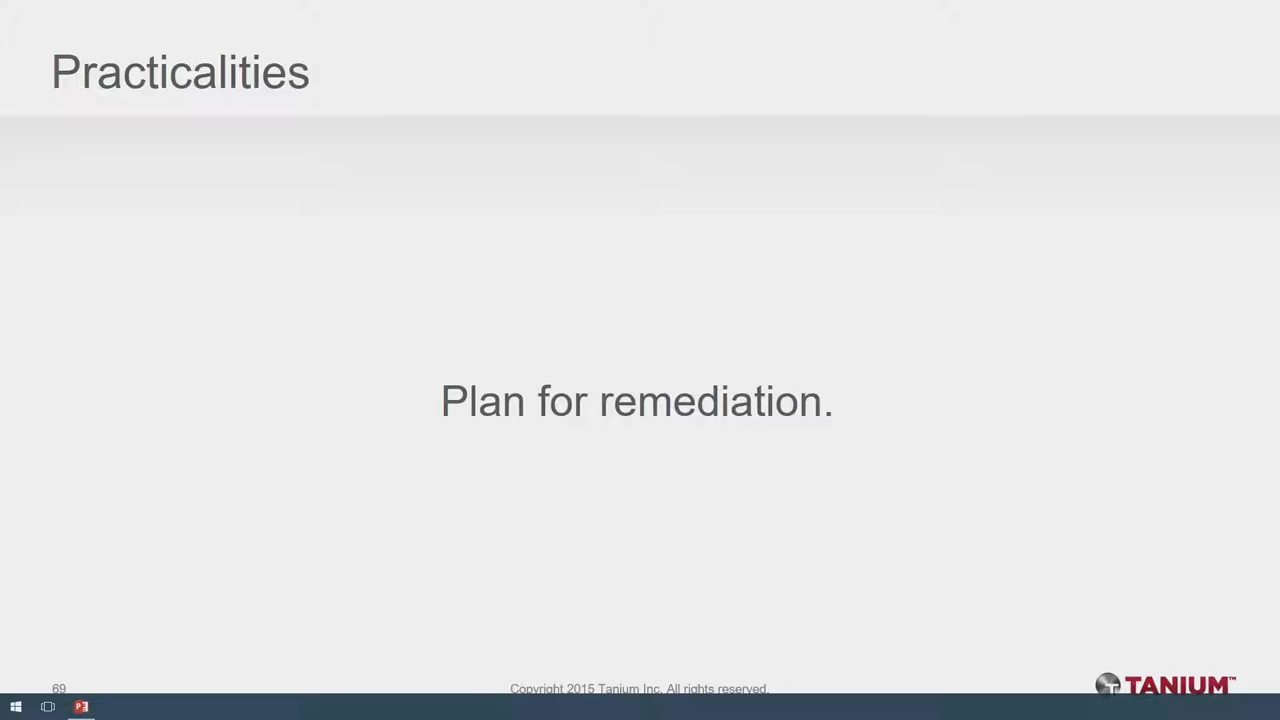 Practicalities
Plan for remediation.
69
Copyright 2015 Tanium Inc. All rights reserved.
TANIUM™